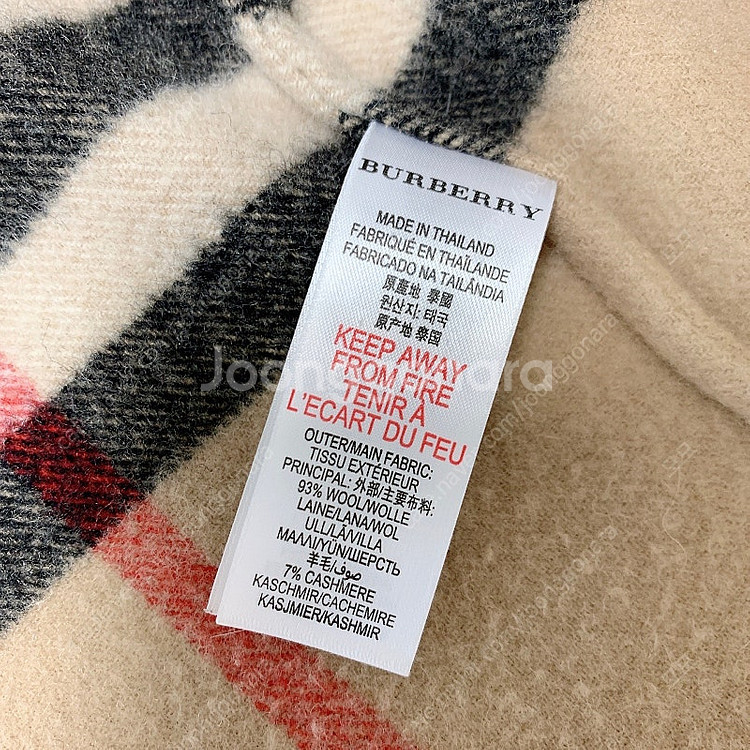 BURBERRY
MADE IN THAILAND
FABRIQUÉ EN THAÏLANDE
FABRICADO NA TAILÂNDIA
原產地 泰國
원산지: 태국
原产地 泰国
KEEP AWAY
FROM FIRE
TENIR À
L'ECART DU FEU
OUTER/MAIN FABRIC:
TISSU EXTÉRIEUR
PRINCIPAL: 外部/主要布料:
93% WOOL/WOLLE
LAINE/LANA/WOL
ULL/LÃ/VILLA
ΜΑΛΛΙ/YÜN/ШЕРСТЬ
羊毛/صوف
7% CASHMERE
KASCHMIR/CACHEMIRE
KASJMIER/KASHMIR
Joonggonara